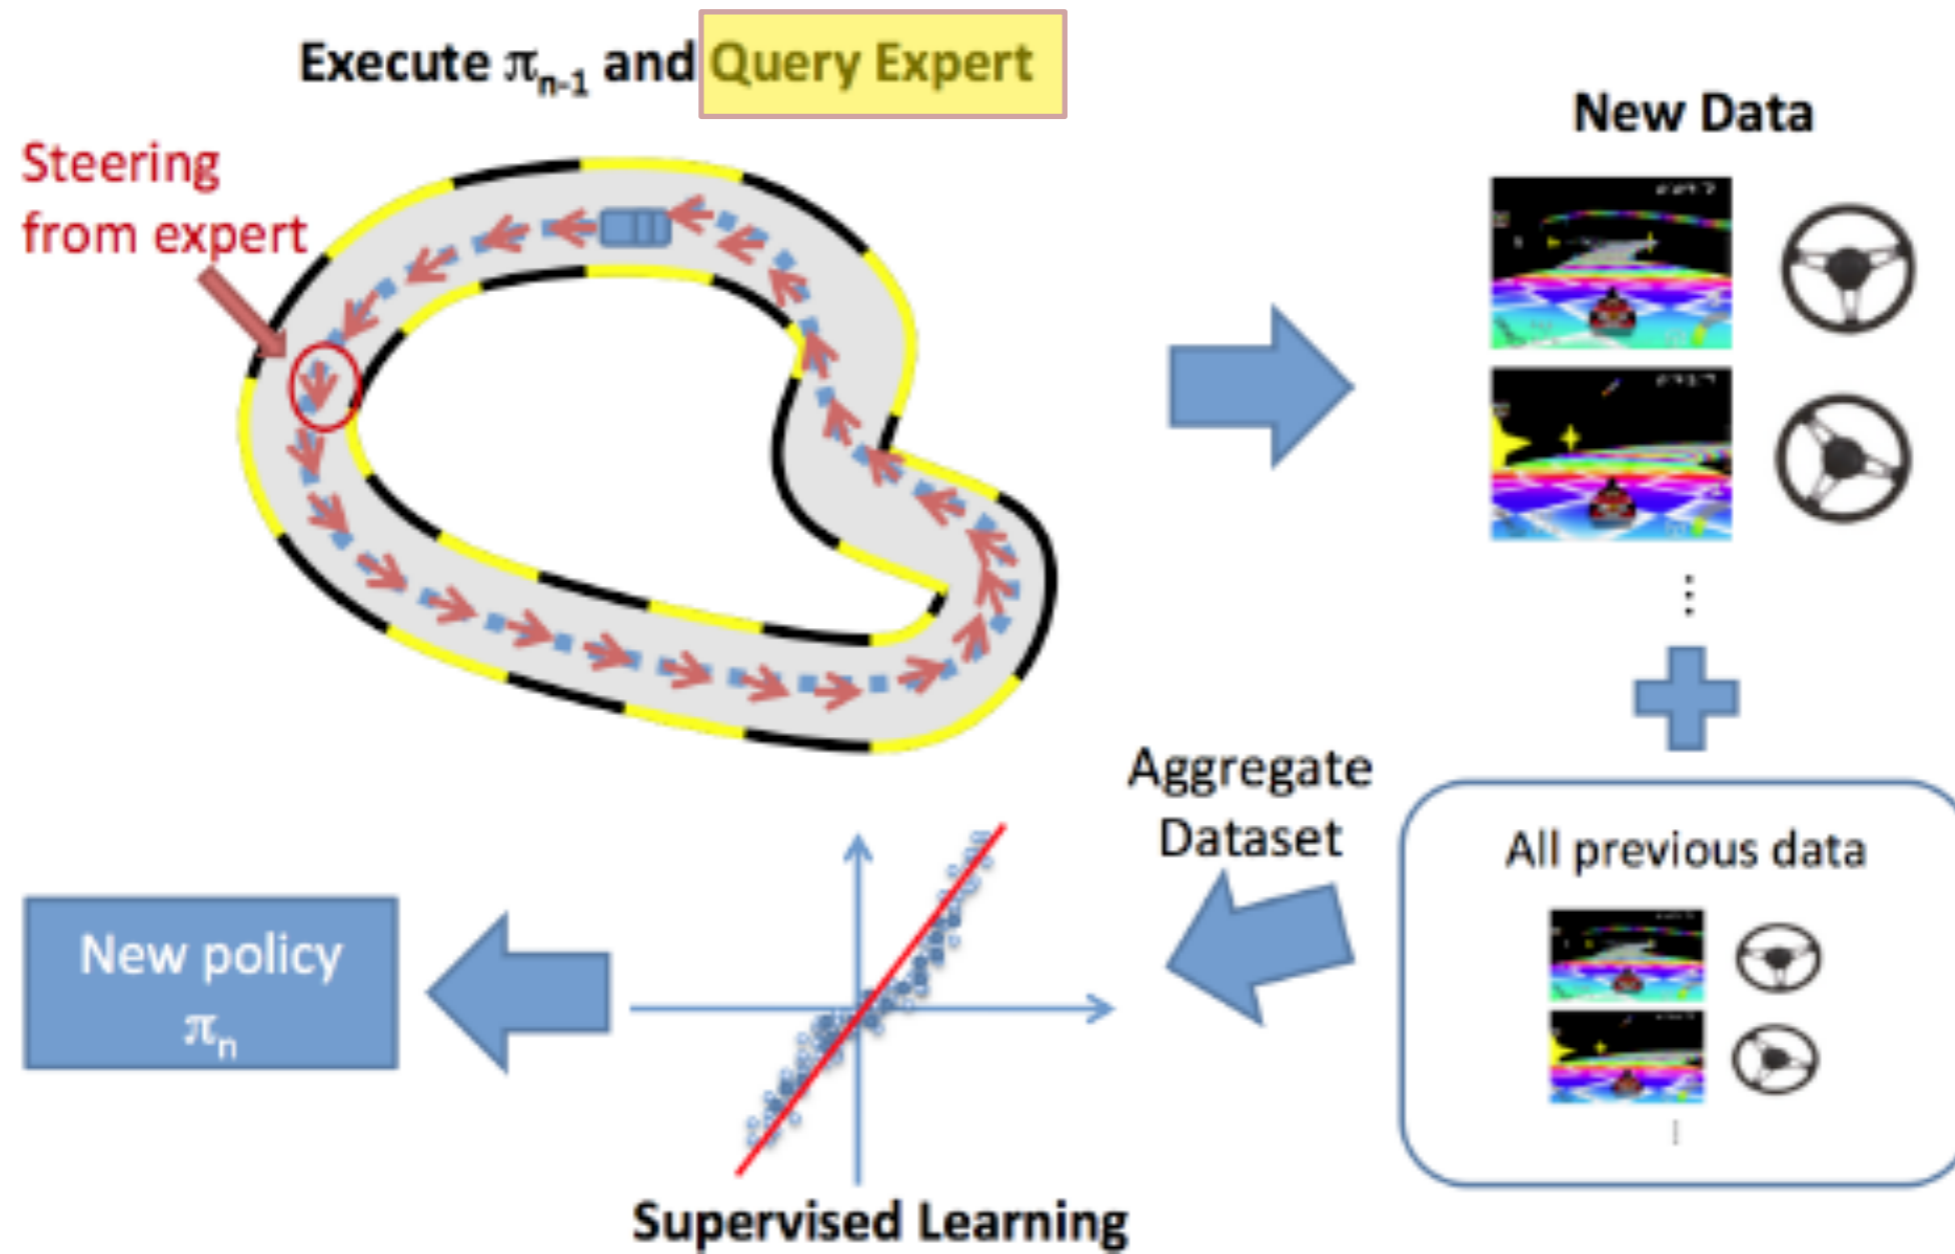 Execute πn-1 and Query Expert
Steering
from expert
New Data
Aggregate
Dataset
All previous data
New policy
πn
Supervised Learning